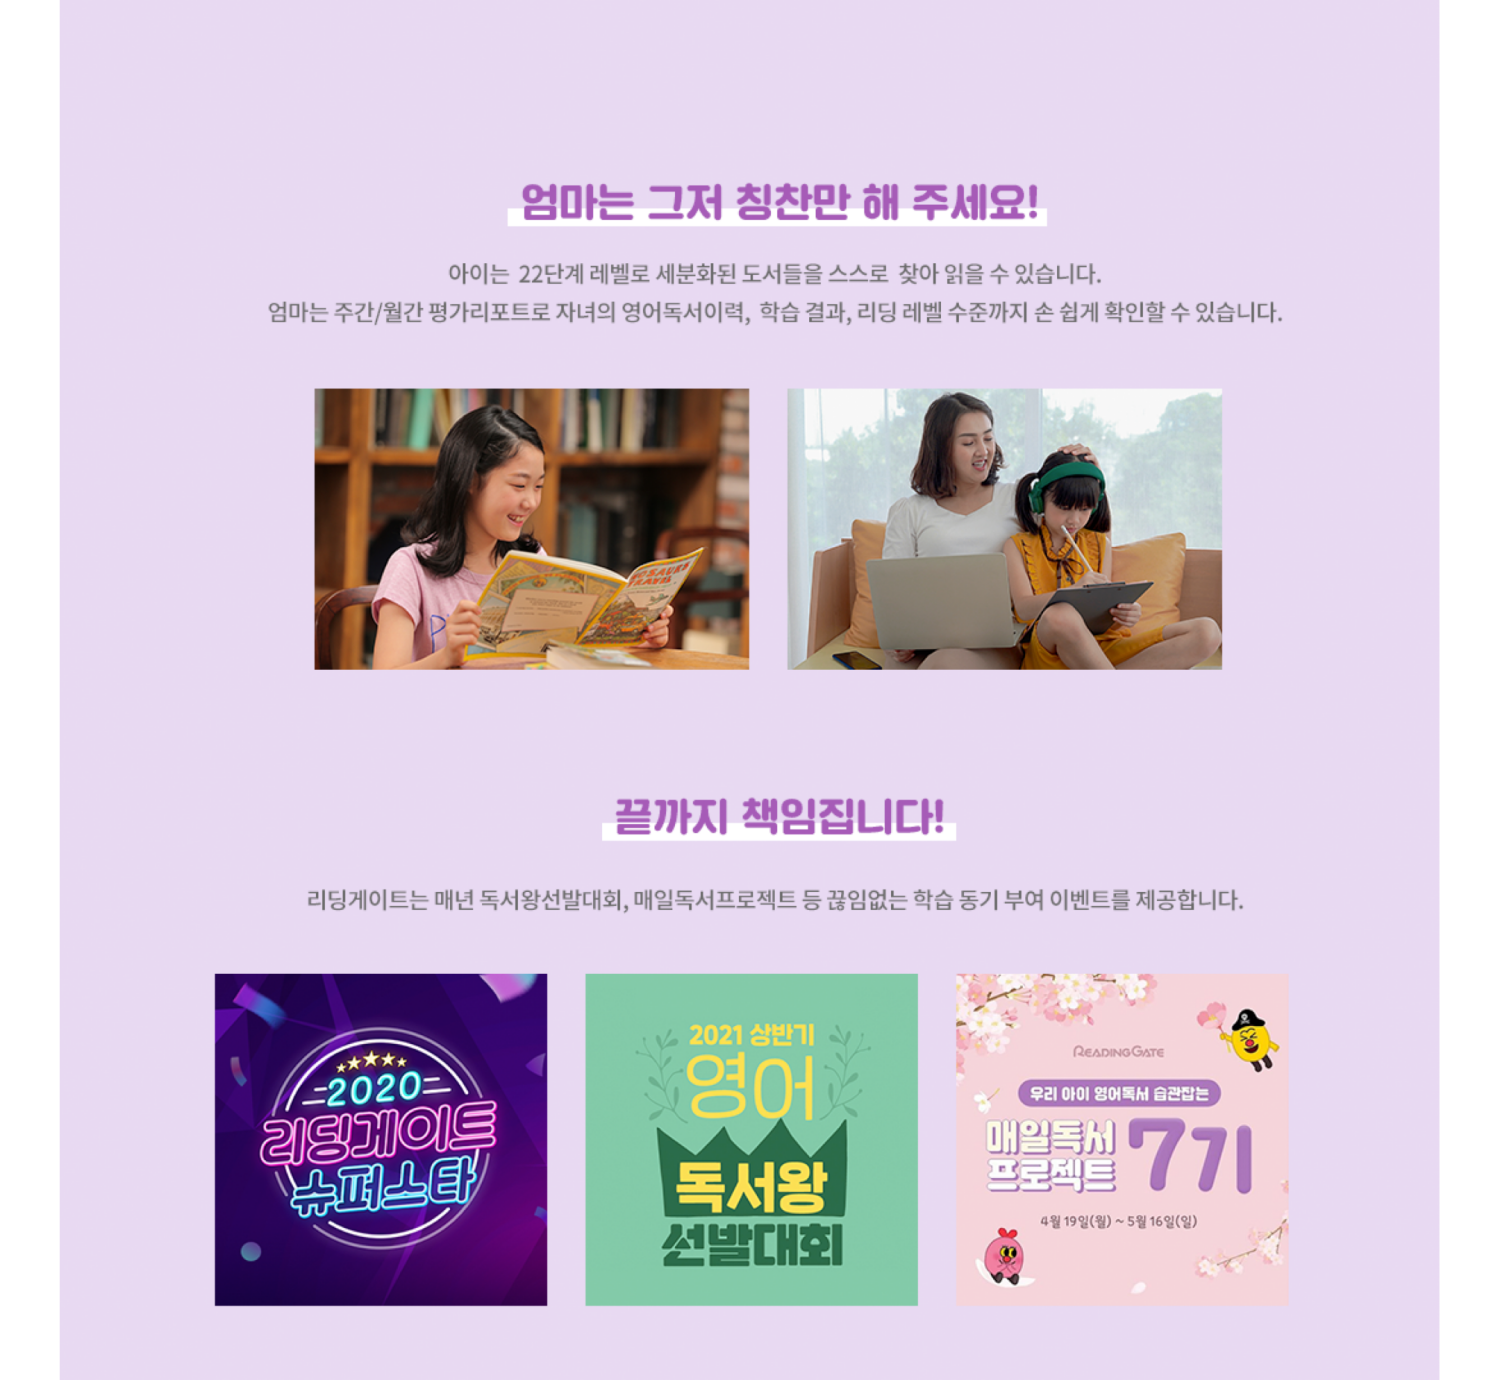 엄마는 그저 칭찬만 해 주세요!
아이는 22단계 레벨로 세분화된 도서들을 스스로 찾아 읽을 수 있습니다.
엄마는 주간/월간 평가리포트로 자녀의 영어독서이력, 학습 결과, 리딩 레벨 수준까지 손 쉽게 확인할 수 있습니다.
끝까지 책임집니다!
리딩게이트는 매년 독서왕선발대회, 매일독서프로젝트 등 끊임없는 학습 동기 부여 이벤트를 제공합니다.
2020
리딩게이트
슈퍼스타
2021 상반기
영어
독서왕
선발대회
READINGGATE
우리 아이 영어독서 습관잡는
매일독서
프로젝트 7기
4월 19일(월) ~ 5월 16일(일)